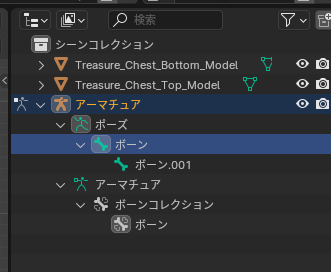 検索
シーンコレクション
Treasure_Chest_Bottom_Model
Treasure_Chest_Top_Model
アーマチュア
ポーズ
ボーン
ボーン.001
アーマチュア
ボーンコレクション
ボーン